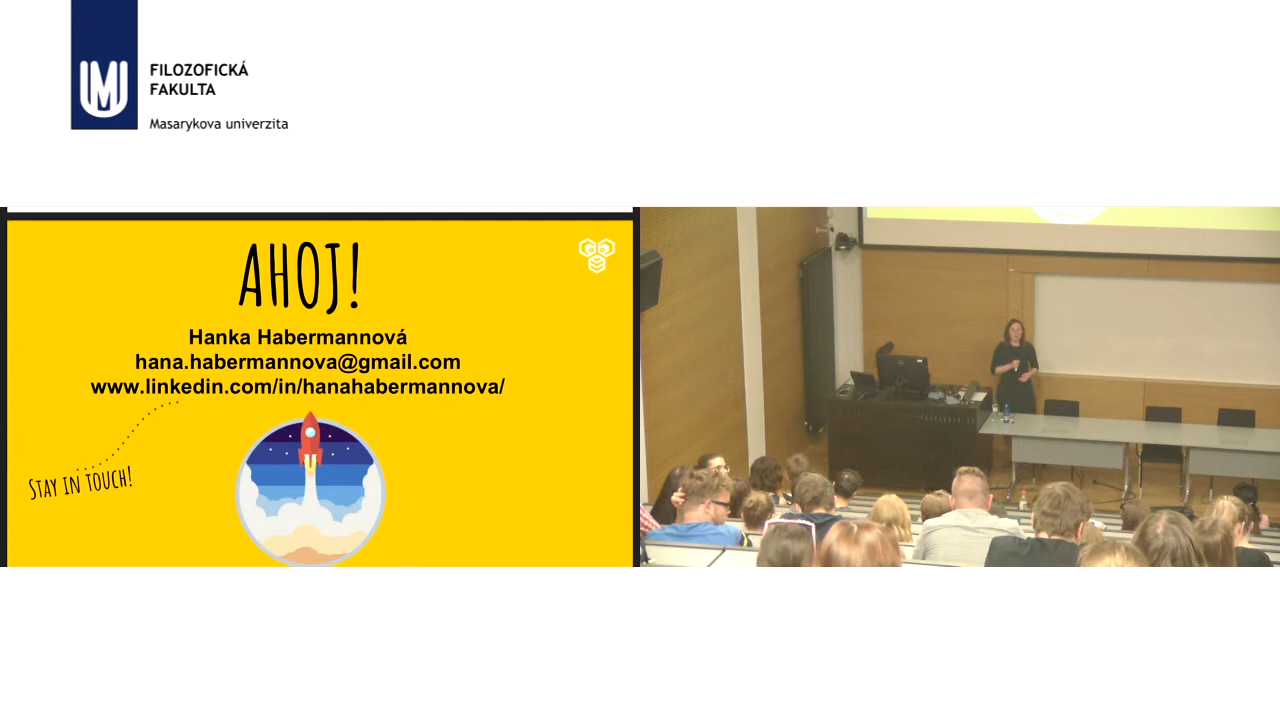 FILOZOFICKÁ
FAKULTA
Masarykova univerzita
AHOJ!
Hanka Habermannová
hana.habermannova@gmail.com
www.linkedin.com/in/hanahabermannova/
STAY IN TOUCH!